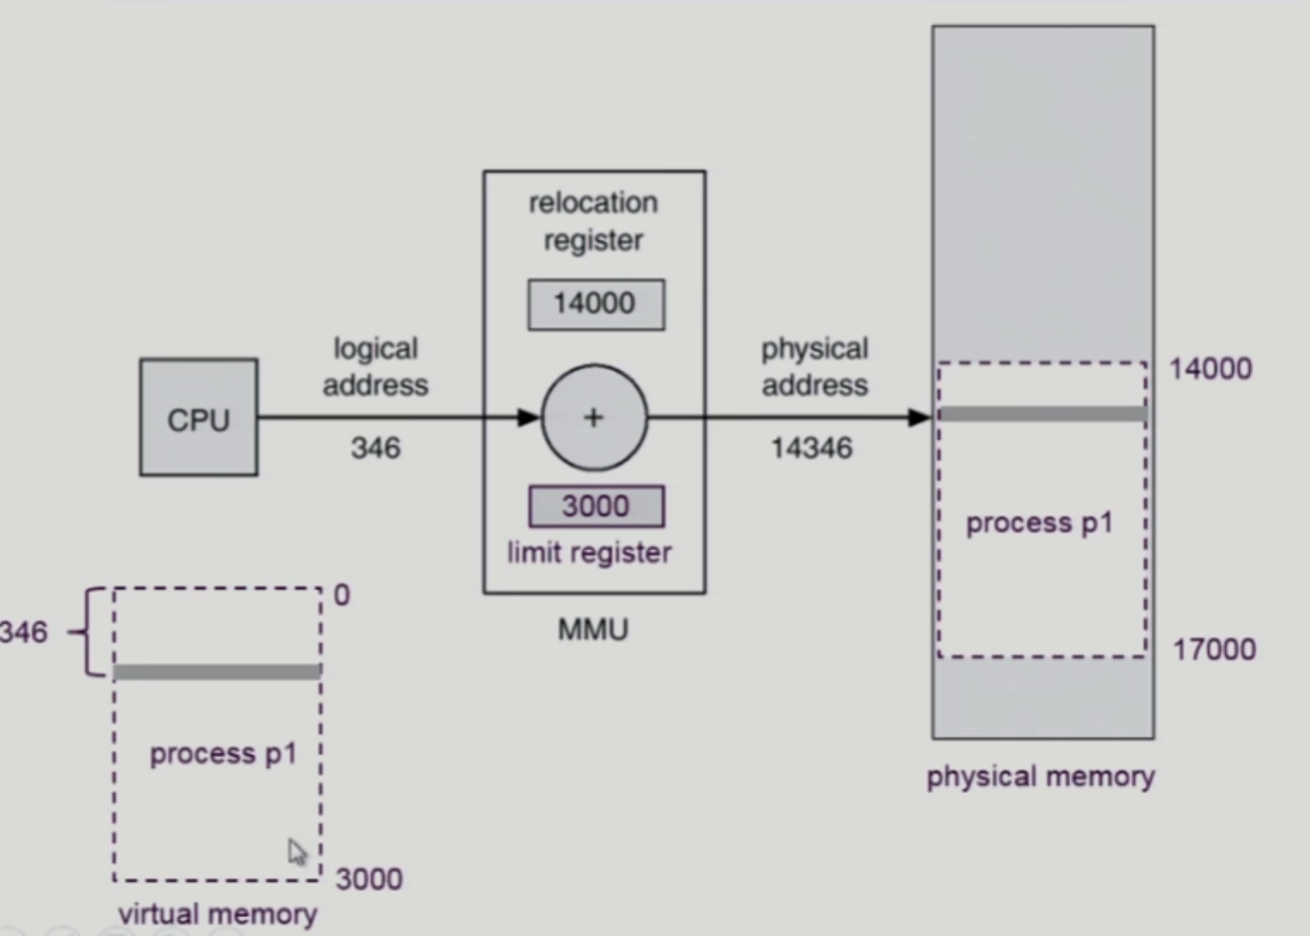 relocation
register
14000
logical
address
346
CPU
+
3000
limit register
MMU
physical
address
14346
14000
process p1
17000
physical memory
0
346
process p1
3000
virtual memory